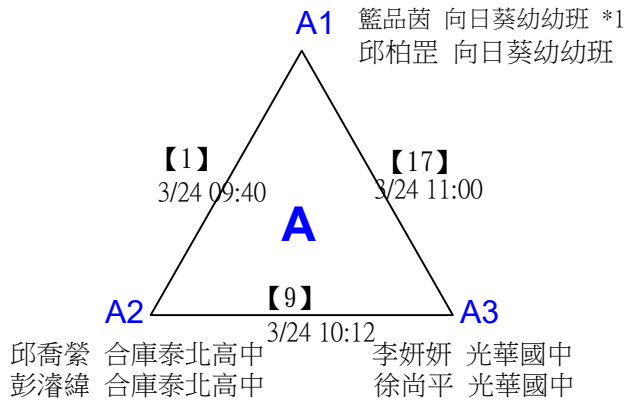 A1 籃品茵 向日葵幼幼班 *1
邱柏罡 向日葵幼幼班
【1】
3/24 09:40
【17】
3/24 11:00
A
【9】
A2
A3
3/24 10:12
邱喬縈 合庫泰北高中
李妍妍 光華國中
彭濬緯 合庫泰北高中
徐尚平 光華國中